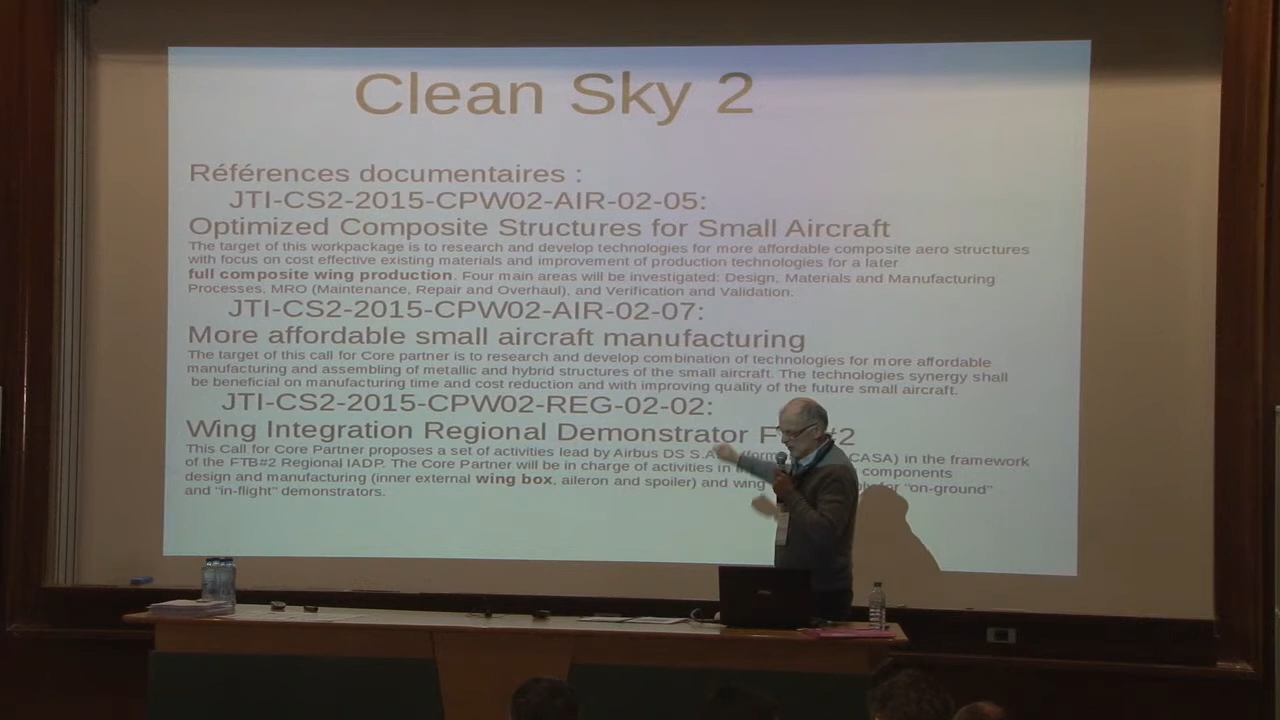 Clean Sky 2
Référénces documentaires :
JTI-CS2-2015-CPW02-AIR-02-05:
Optimized Composite Structures for Small Aircraft
The target of this workpackage is to research and develop technologies for more affordable composite aero structures
with focus on cost effective existing materials and improvement of production technologies for a later
full composite wing production. Four main areas will be investigated: Design, Materials and Manufacturing
Processes, MRO (Maintenance, Repair and Overhaul), and Verification and Validation.
JTI-CS2-2015-CPW02-AIR-02-07:
More affordable small aircraft manufacturing
The target of this call for Core partner is to research and develop combination of technologies for more affordable
manufacturing and assembling of metallic and hybrid structures of the small aircraft. The technologies synergy shall
be beneficial on manufacturing time and cost reduction and with improving quality of the future small aircraft.
JTI-CS2-2015-CPW02-REG-02-02:
Wing Integration Regional Demonstrator #2
This Call for Core Partner proposes a set of activities lead by Airbus DS CASA) in the framework
of the FTB#2 Regional IADP. The Core Partner will be in charge of activities in components
design and manufacturing (inner external wing box, aileron and spoiler) and wing for "on-ground"
and "in-flight" demonstrators.